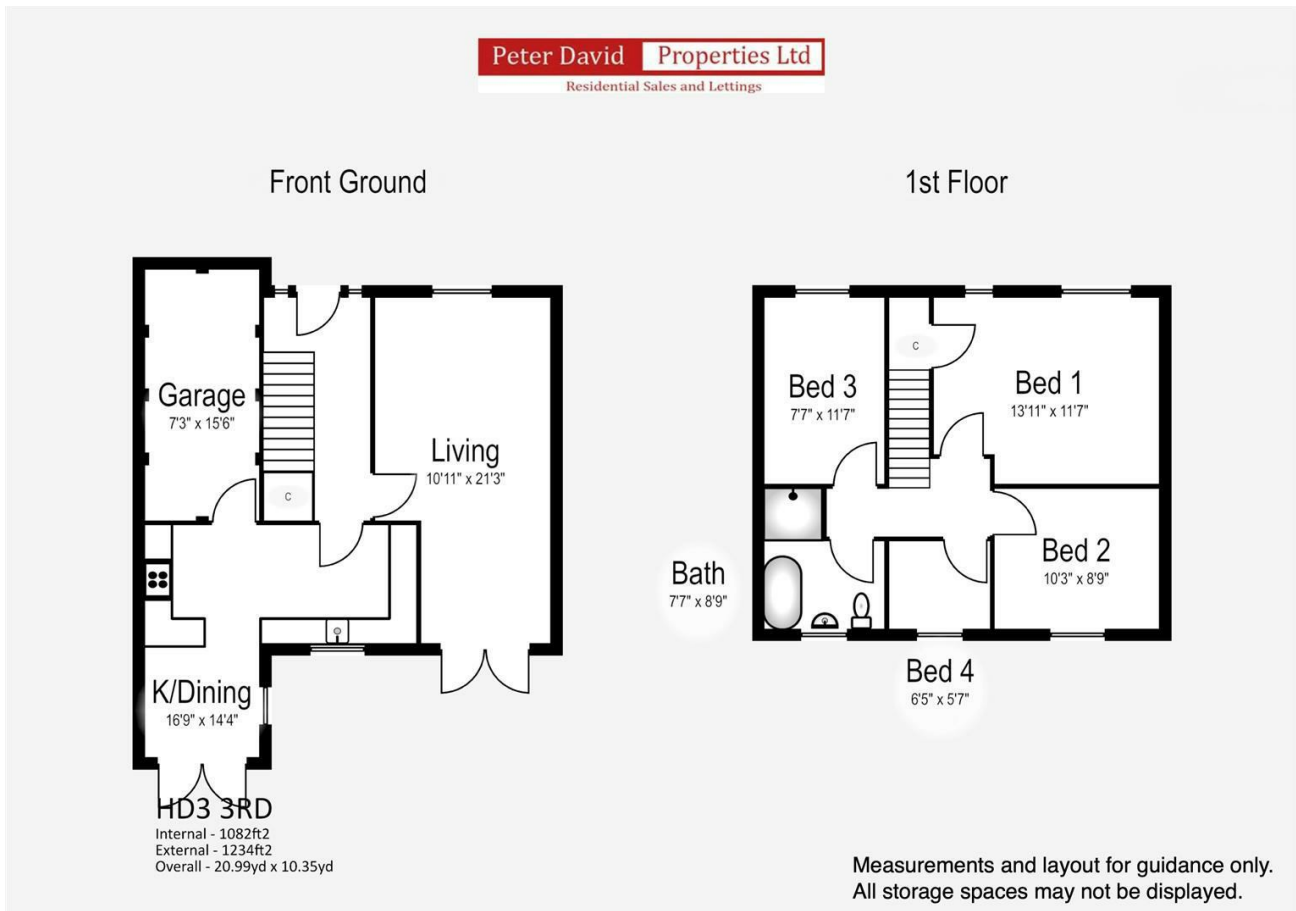 Peter David Properties Ltd
Residential Sales and Lettings
Front Ground
1st Floor
Garage
7'3" x 15'6"
Living
10'11" x 21'3"
C
K/Dining
16'9" x 14'4"
Bed 3
7'7" x 11'7"
C
Bed 1
13'11" x 11'7"
Bed 2
10'3" x 8'9"
Bath
7'7" x 8'9"
Bed 4
6'5" x 5'7"
HD3 3RD
Internal - 1082ft2
External - 1234ft2
Overall - 20.99yd x 10.35yd
Measurements and layout for guidance only.
All storage spaces may not be displayed.